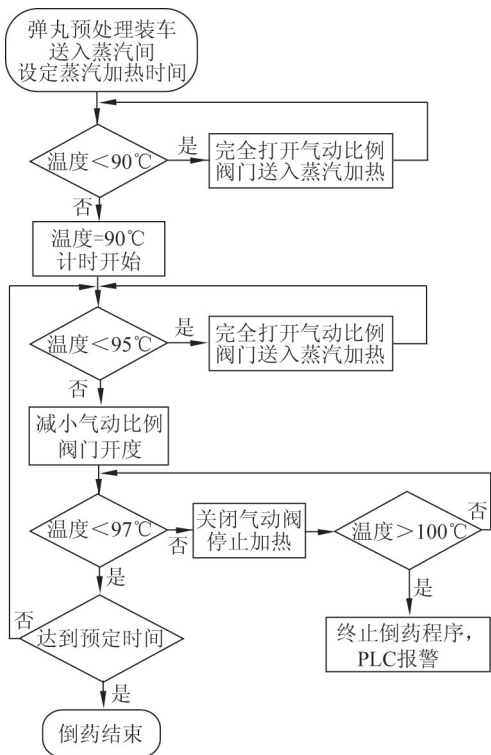 弹丸预处理装车
送入蒸汽间
设定蒸汽加热时间
温度<90℃
是
完全打开气动比例
阀门送入蒸汽加热
否
温度=90℃
计时开始
温度<95℃
是
完全打开气动比例
阀门送入蒸汽加热
否
减小气动比例
阀门开度
温度<97℃
否
关闭气动阀
停止加热
温度>100℃
否
是
是
终止倒药程序，
PLC报警
否
达到预定时间
是
倒药结束